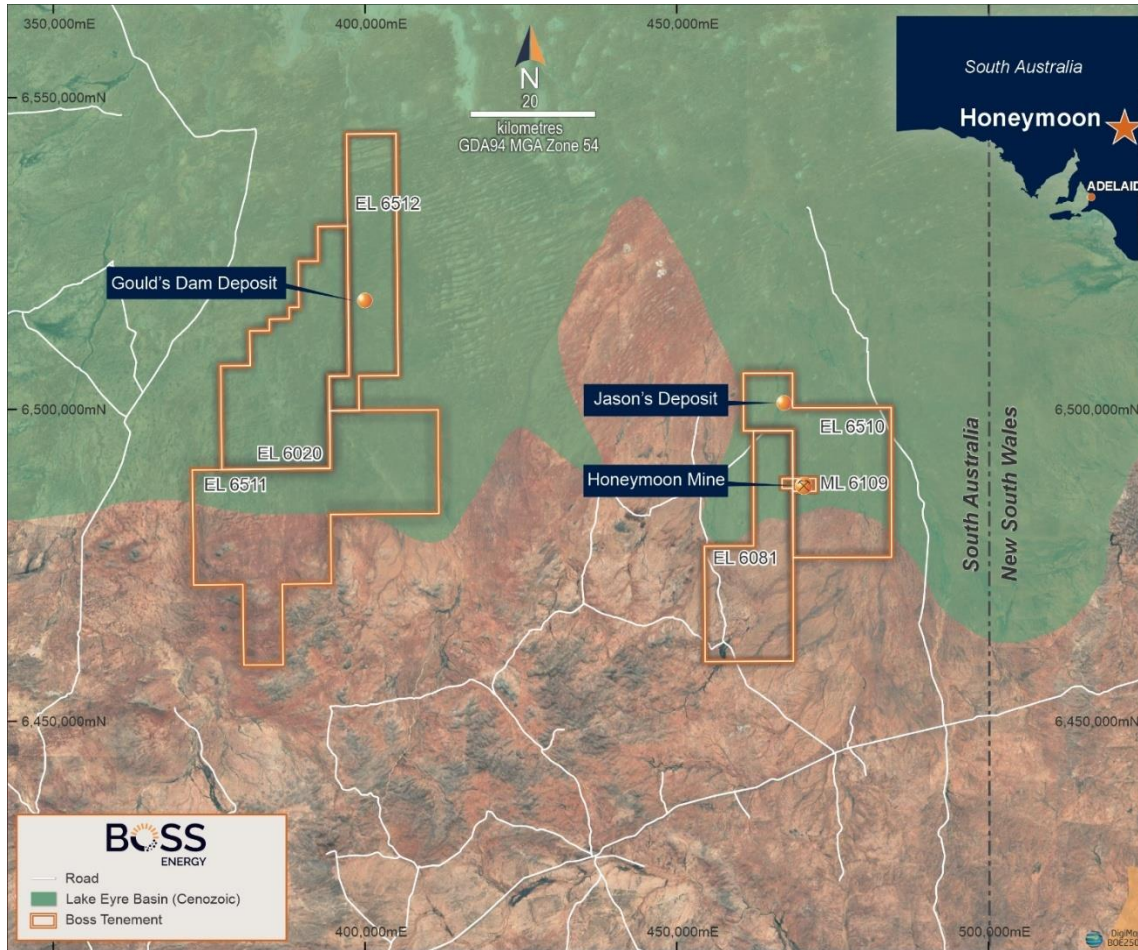 350,000mE
400,000mE
450,000mE
South Australia
Honeymoon
ADELAID
N
20
kilometres
GDA94 MGA Zone 54
6,550,000mN
EL 6512
Gould's Dam Deposit
Jason's Deposit
6,500,000mN
6,500,000mN
EL 6510
EL 6020
EL 6511
Honeymoon Mine
ML 6109
EL 6081
South Australia
New South Wales
6,450,000mN
6,450,000mN
BOSS
ENERGY
Road
Lake Eyre Basin (Cenozoic)
Boss Tenement
400,000mE
450,000mE
500,000mE
DigiMa